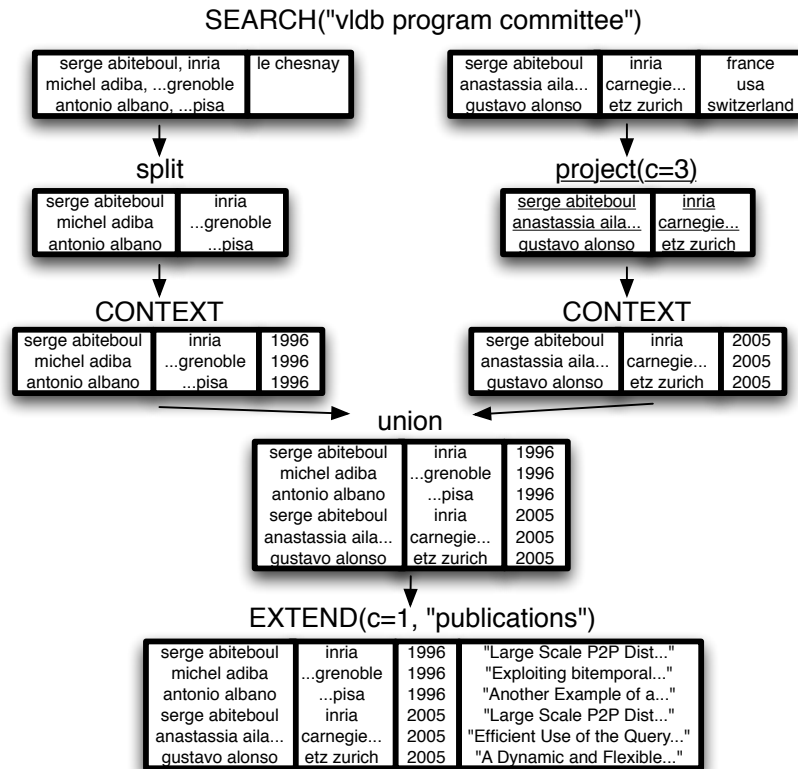 SEARCH("vldb program committee")
serge abiteboul, inria le chesnay
michel adiba, ...grenoble
antonio albano, ...pisa
serge abiteboul inria france
anastassia aila... carnegie... usa
gustavo alonso etz zurich switzerland
split
serge abiteboul inria
michel adiba ...grenoble
antonio albano ...pisa
project(c=3)
serge abiteboul inria
anastassia aila... carnegie...
gustavo alonso etz zurich
CONTEXT
serge abiteboul inria 1996
michel adiba ...grenoble 1996
antonio albano ...pisa 1996
CONTEXT
serge abiteboul inria 2005
anastassia aila... carnegie... 2005
gustavo alonso etz zurich 2005
union
serge abiteboul inria 1996
michel adiba ...grenoble 1996
antonio albano ...pisa 1996
serge abiteboul inria 2005
anastassia aila... carnegie... 2005
gustavo alonso etz zurich 2005
EXTEND(c=1, "publications")
serge abiteboul inria 1996 "Large Scale P2P Dist..."
michel adiba ...grenoble 1996 "Exploiting bitemporal..."
antonio albano ...pisa 1996 "Another Example of a..."
serge abiteboul inria 2005 "Large Scale P2P Dist..."
anastassia aila... carnegie... 2005 "Efficient Use of the Query..."
gustavo alonso etz zurich 2005 "A Dynamic and Flexible..."